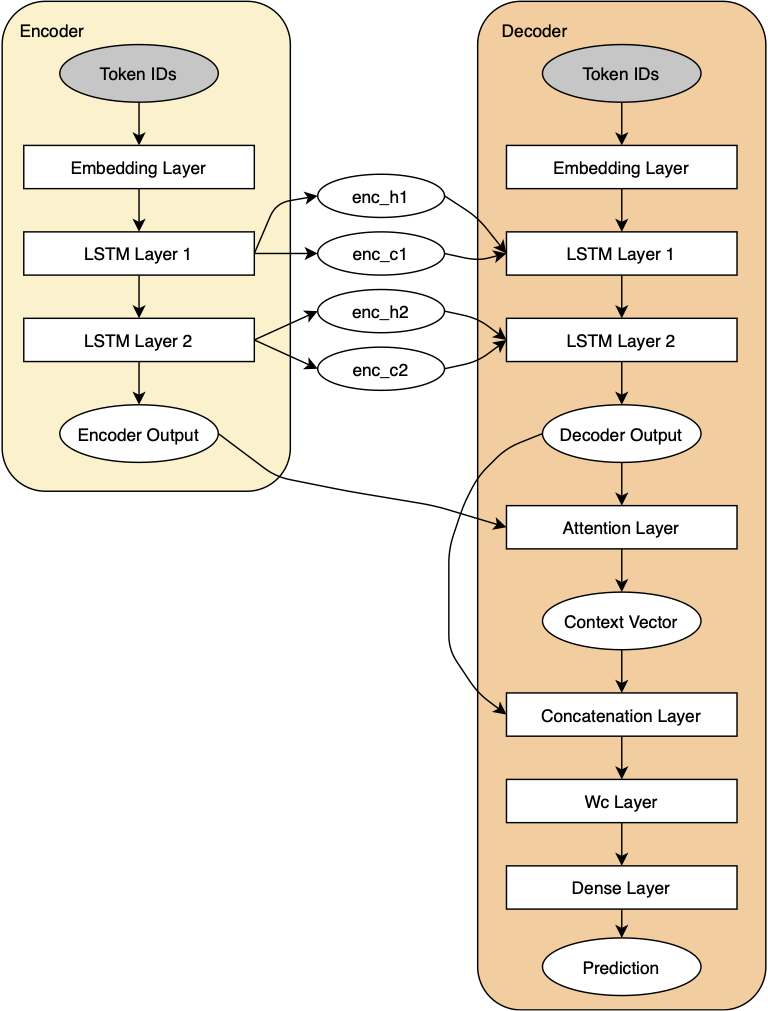 Encoder
Token IDs
Embedding Layer
LSTM Layer 1
LSTM Layer 2
Encoder Output
enc_h1
enc_c1
enc_h2
enc_c2
Decoder
Token IDs
Embedding Layer
LSTM Layer 1
LSTM Layer 2
Decoder Output
Attention Layer
Context Vector
Concatenation Layer
Wc Layer
Dense Layer
Prediction